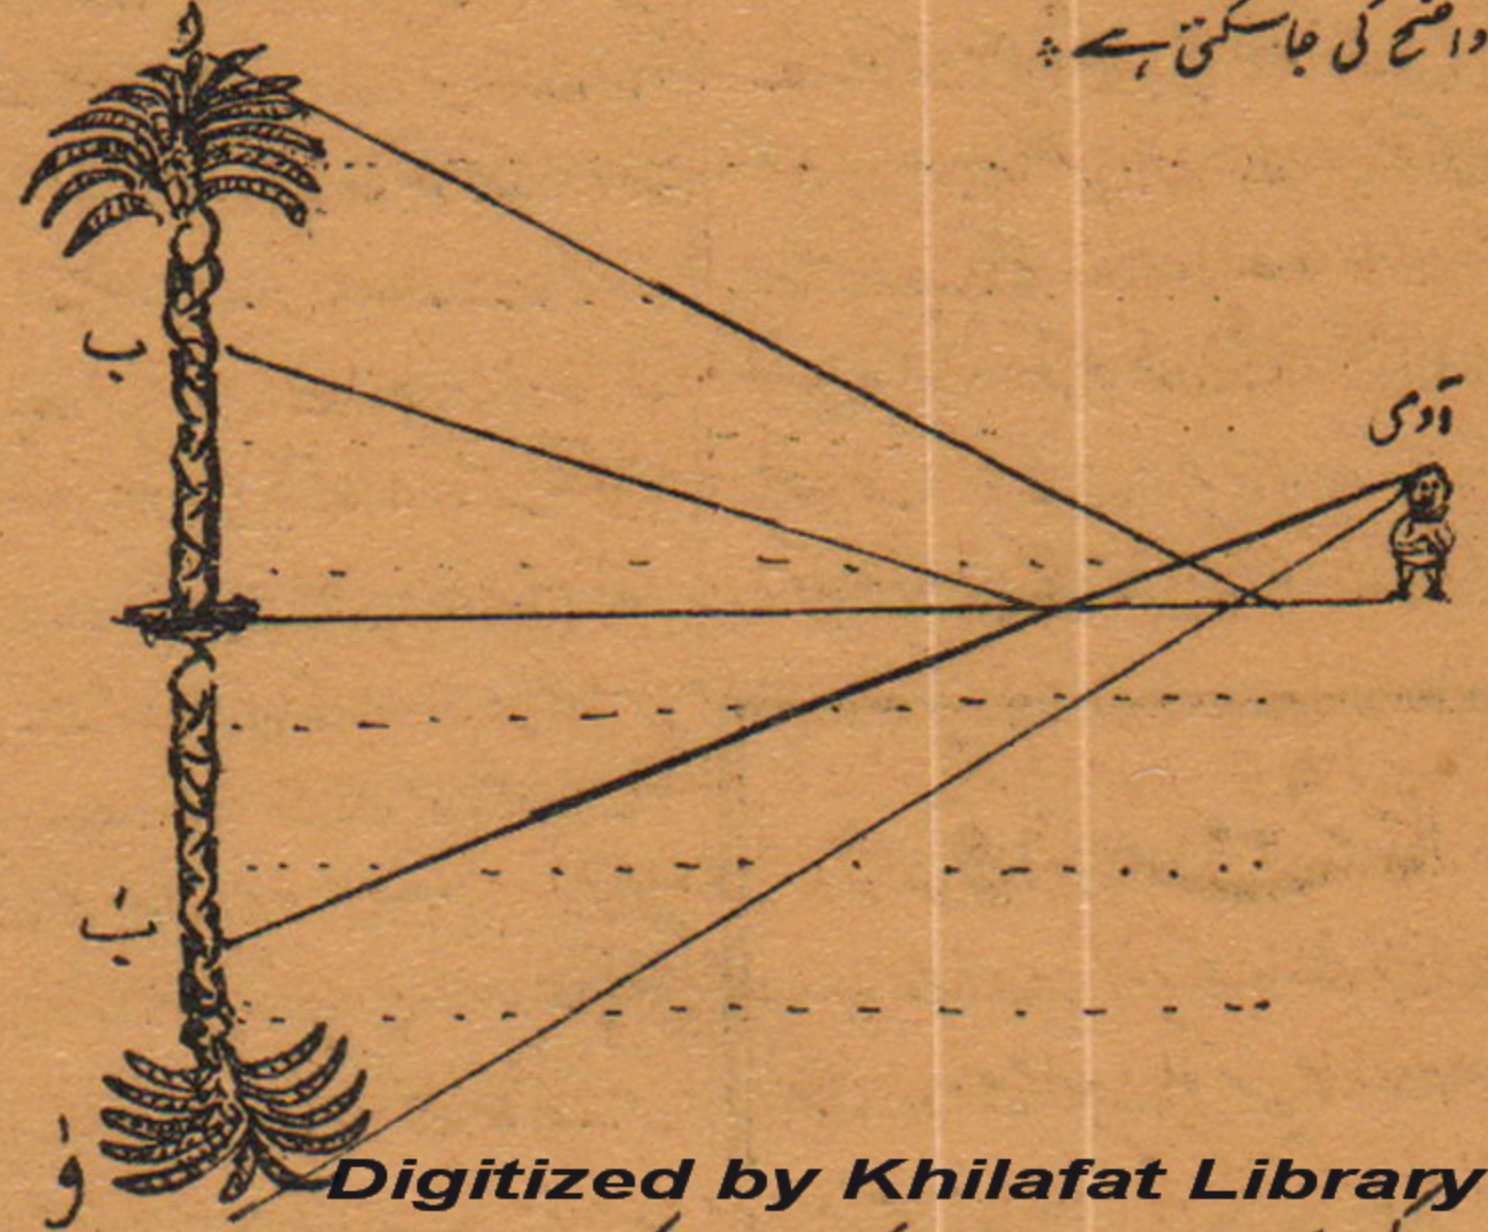 واضح کی جاسکتی ہے ⁘
و
ب
آدمی
بٰ
وٰ
Digitized by Khilafat Library